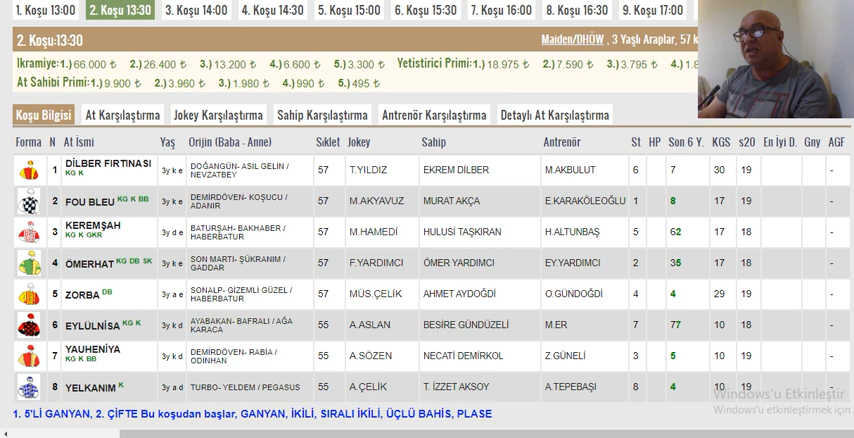 1. Koşu 13:00 2. Koşu 13:30 3. Koşu 14:00 4. Koşu 14:30 5. Koşu 15:30 6. Koşu 15:30 7. Koşu 16:00 8. Koşu 16:30 9. Koşu 17:00
2. Koşu:13:30 Maiden/DHÖW , 3 Yaşlı Araplar, 57 k
İkramiye:1.) 66.000 ₺ 2.) 26.400 ₺ 3.) 13.200 ₺ 4.) 6.600 ₺ 5.) 3.300 ₺ Yetistirici Primi:1.) 18.975 ₺ 2.) 7.590 ₺ 3.) 3.795 ₺ 4.) 1.8
At Sahibi Primi:1.) 9.900 ₺ 2.) 3.960 ₺ 3.) 1.980 ₺ 4.) 990 ₺ 5.) 495 ₺
Koşu Bilgisi At Karşılaştırma Jokey Karşılaştırma Sahip Karşılaştırma Antrenör Karşılaştırma Detaylı At Karşılaştırma
Forma N At İsmi Yaş Orijin (Baba - Anne) Sıklet Jokey Sahip Antrenör St HP Son 6 Y. KGS s20 En İyi D. Gny AGF
1 DİLBER FIRTINASI KG K 3y k e DOĞANGÜN- ASİL GELİN / NEVZATBEY 57 T.YILDIZ EKREM DİLBER M.AKBULUT 6 7 30 19 -
2 FOU BLEU KG K BB 3y k e DEMİRDÖVEN- KOŞUCU / ADANIR 57 M.AKYAVUZ MURAT AKÇA E.KARAKÖLEOĞLU 1 8 17 19 -
3 KEREMŞAH KG K GKR 3y d e BATURŞAH- BAKHABER / HABERBATUR 57 M.HAMEDİ HULUSİ TAŞKIRAN H.ALTUNBAŞ 5 62 17 19 -
4 ÖMERHAT KG DB SK 3y k e SON MARTI- ŞÜKRANIM / GADDAR 57 F.YARDIMCI ÖMER YARDIMCI EY.YARDIMCI 2 35 17 19 -
5 ZORBA DB 3y a e SONALP- GİZEMLİ GÜZEL / HABERBATUR 57 MÜS.ÇELİK AHMET AYDOĞDİ O.GÜNDOĞDİ 4 4 29 19 -
6 EYLÜLNİSA KG K 3y k d AYABAKAN- BAFRALI / AĞA KARACA 55 A.ASLAN BESİRE GÜNDÜZELİ M.ER 7 77 10 18 -
7 YAUHENİYA KG K BB 3y k d DEMİRDÖVEN- RABİA / ODINHAN 55 A.SÖZEN NECATİ DEMİRKOL Z.GÜNELİ 3 5 10 19 -
8 YELKANIM K 3y a d TURBO- YELDEM / PEGASUS 55 A.ÇELİK T. İZZET AKSOY A.TEPEBAŞI 8 4 10 19 -
1. 5'Lİ GANYAN, 2. ÇİFTE Bu koşudan başlar, GANYAN, İKİLİ, SIRALI İKİLİ, ÜÇLÜ BAHİS, PLASE
Windows'u Etkinleştir
Windows'u etkinleştirmek için